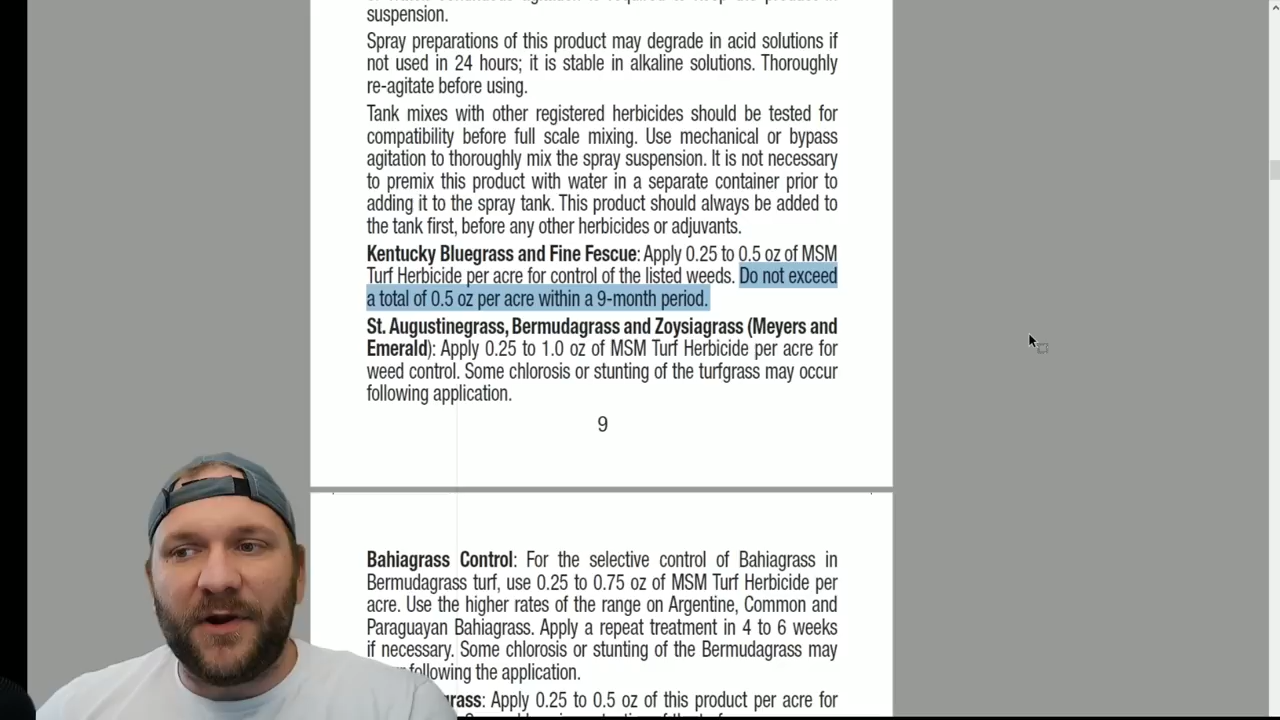 suspension.
Spray preparations of this product may degrade in acid solutions if
not used in 24 hours; it is stable in alkaline solutions. Thoroughly
re-agitate before using.
Tank mixes with other registered herbicides should be tested for
compatibility before full scale mixing. Use mechanical or bypass
agitation to thoroughly mix the spray suspension. It is not necessary
to premix this product with water in a separate container prior to
adding it to the spray tank. This product should always be added to
the tank first, before any other herbicides or adjuvants.
Kentucky Bluegrass and Fine Fescue: Apply 0.25 to 0.5 oz of MSM
Turf Herbicide per acre for control of the listed weeds. Do not exceed
a total of 0.5 oz per acre within a 9-month period.
St. Augustinegrass, Bermudagrass and Zoysiagrass (Meyers and
Emerald): Apply 0.25 to 1.0 oz of MSM Turf Herbicide per acre for
weed control. Some chlorosis or stunting of the turfgrass may occur
following application.
9
Bahiagrass Control: For the selective control of Bahiagrass in
Bermudagrass turf, use 0.25 to 0.75 oz of MSM Turf Herbicide per
acre. Use the higher rates of the range on Argentine, Common and
Paraguayan Bahiagrass. Apply a repeat treatment in 4 to 6 weeks
if necessary. Some chlorosis or stunting of the Bermudagrass may
following the application.
Apply 0.25 to 0.5 oz of this product per acre for